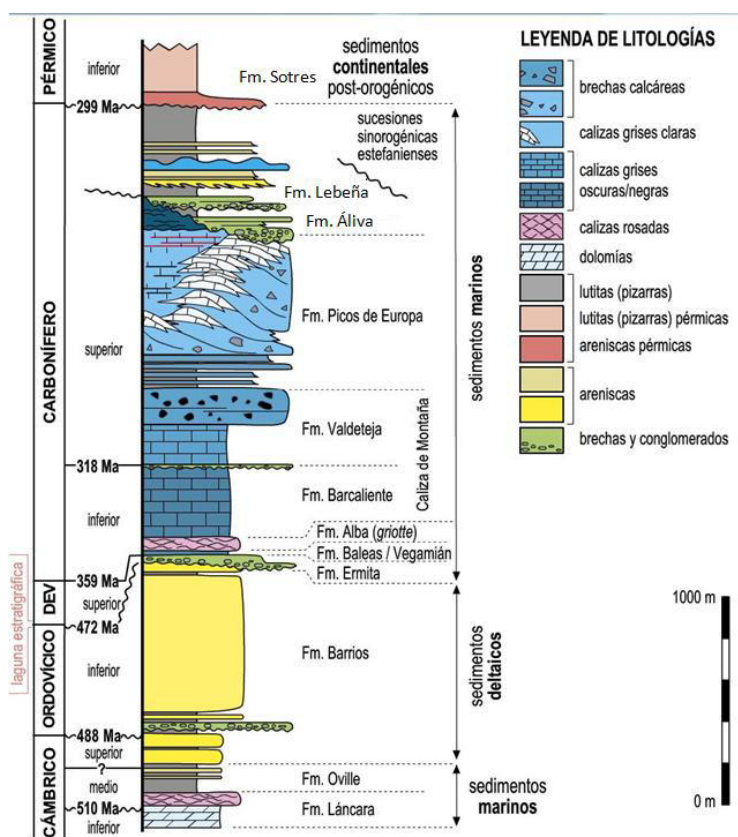 PÉRMICO
inferior
299 Ma
CARBONÍFERO
superior
318 Ma
inferior
359 Ma
DEV
superior
472 Ma
laguna estratigráfica
ORDOVÍCICO
inferior
488 Ma
CÁMBRICO
superior
?
medio
510 Ma
inferior
Fm. Sotres
Fm. Lebeña
Fm. Áliva
Fm. Picos de Europa
Fm. Valdeteja
Fm. Barcaliente
Caliza de Montaña
Fm. Alba (griotte)
Fm. Baleas / Vegamián
Fm. Ermita
Fm. Barrios
Fm. Oville
Fm. Láncara
sedimentos
continentales
post-orogénicos
sucesiones
sinorogénicas
estefanienses
sedimentos marinos
sedimentos
deltaicos
sedimentos
marinos
LEYENDA DE LITOLOGÍAS
brechas calcáreas
calizas grises claras
calizas grises
oscuras/negras
calizas rosadas
dolomías
lutitas (pizarras)
lutitas (pizarras) pérmicas
areniscas pérmicas
areniscas
brechas y conglomerados
1000 m
0 m